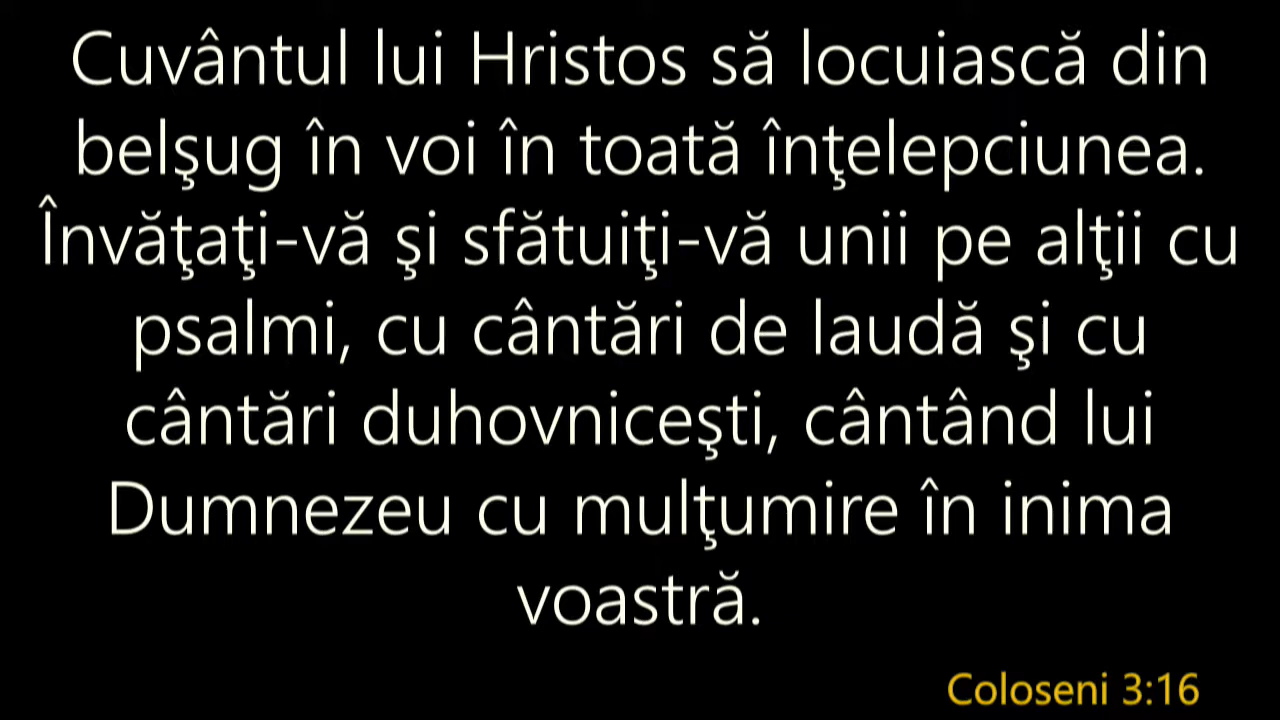 Cuvântul lui Hristos să locuiască din
belşug în voi în toată înţelepciunea.
Învăţaţi-vă şi sfătuiţi-vă unii pe alţii cu
psalmi, cu cântări de laudă şi cu
cântări duhovniceşti, cântând lui
Dumnezeu cu mulţumire în inima
voastră.
Coloseni 3:16